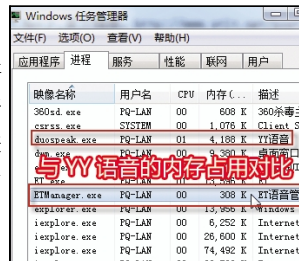 Windows 任务管理器
文件(F) 选项(O) 查看(V) 帮助(H)
应用程序 进程 服务 性能 联网 用户
映像名称 用户名 CPU 内存(.. 描述
360sd.exe PQ-LAN 00 608 K 360杀毒主
csrss.exe SYSTEM 00 1,076 K Client S
duospeak.exe PQ-LAN 01 4,188 K YY语音
dwm.exe PQ-LAN 00 9,380 K 桌面窗口
与YY语音的内存占用对比
ETManager.exe PQ-LAN 00 308 K ET语音管
explorer.exe PQ-LAN 00 13,956 K Windows
iexplore.exe PQ-LAN 00 6,252 K Internet
iexplore.exe PQ-LAN 00 26,600 K Internet
iexplore.exe PQ-LAN 00 74,492 K Internet